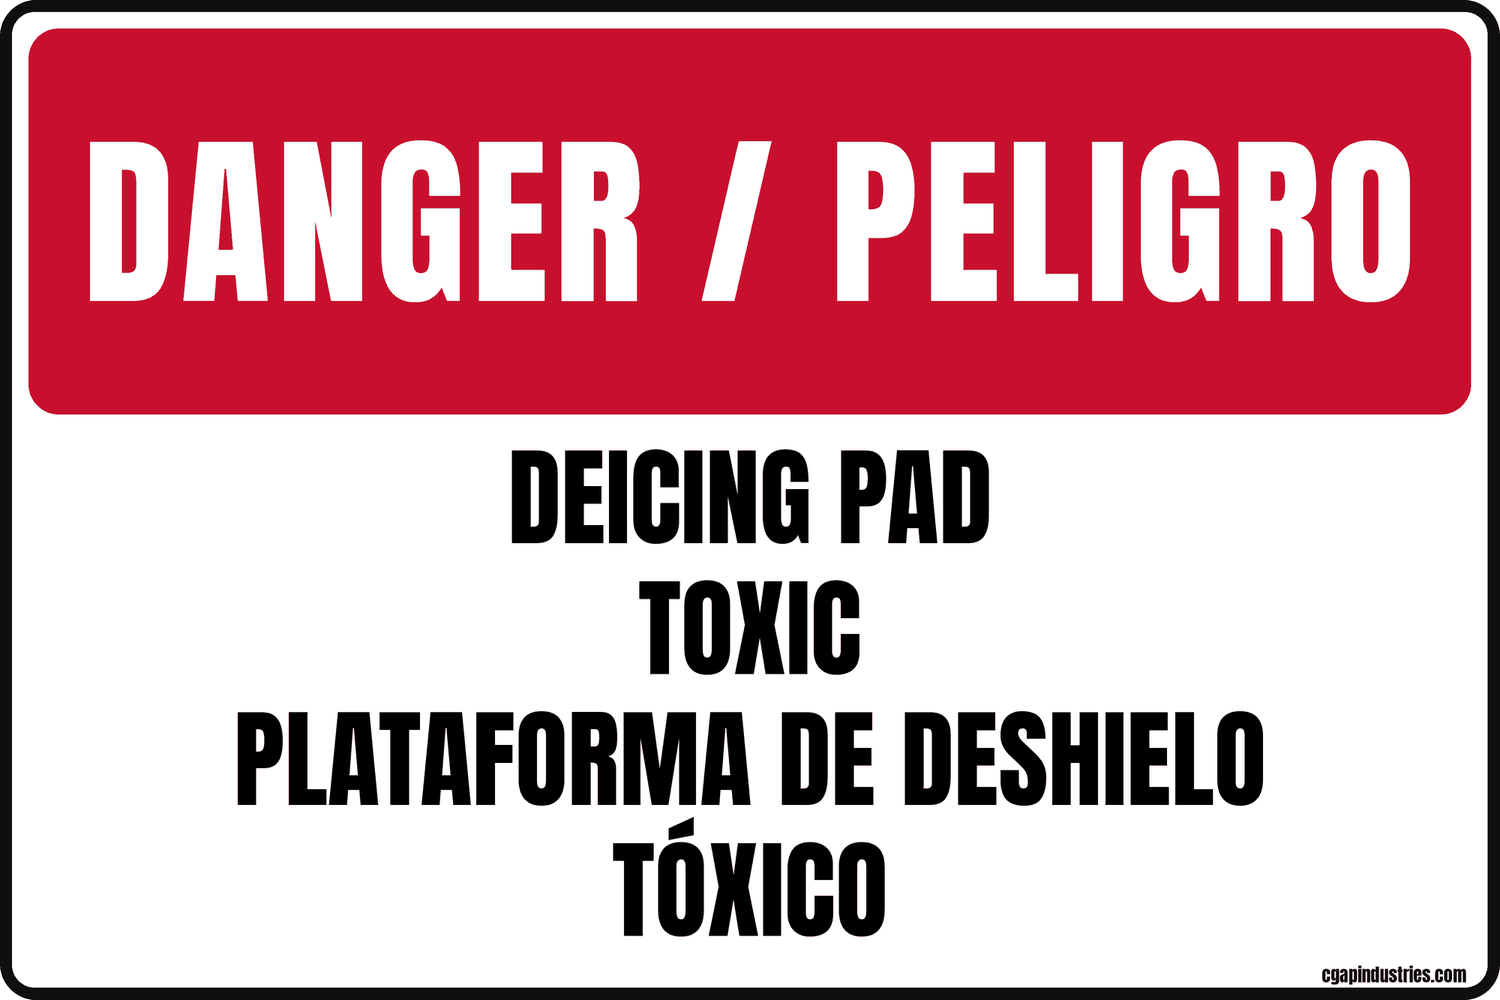 DANGER / PELIGRO
DEICING PAD
TOXIC
PLATAFORMA DE DESHIELO
TÓXICO
cgapindustries.com